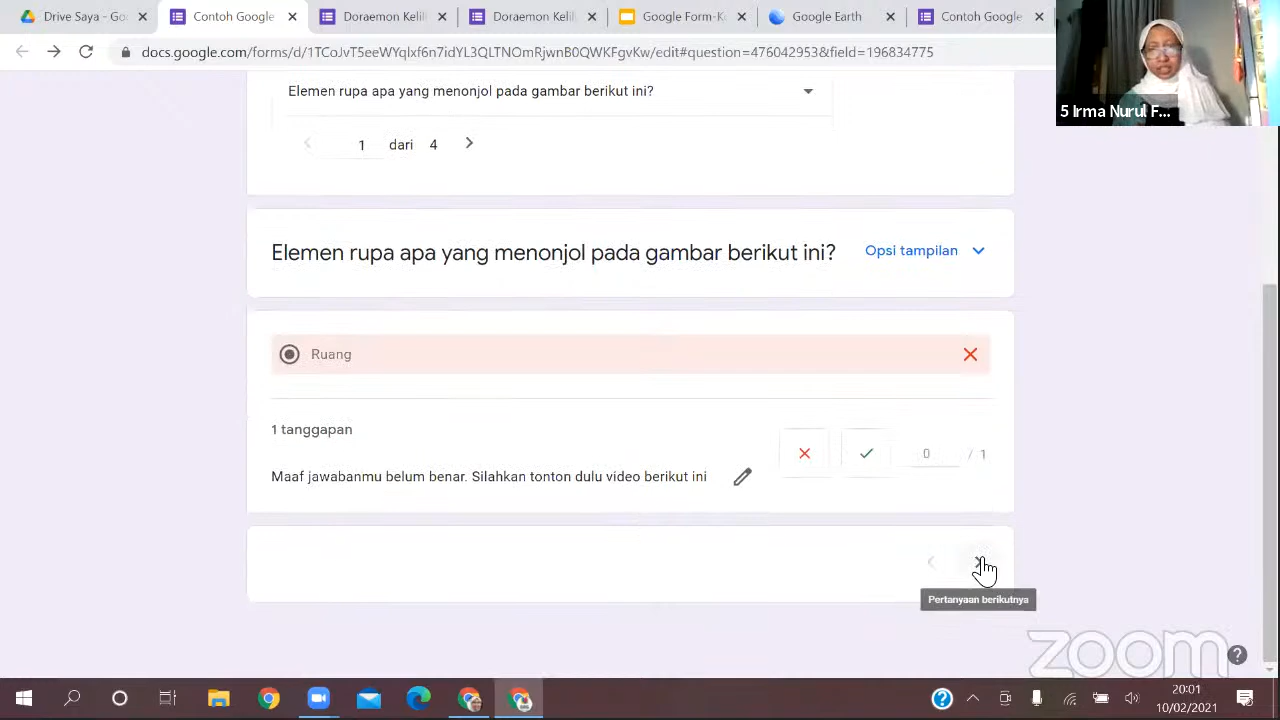 Drive Saya - Go
Contoh Google
Doraemon Kelili
Doraemon Kelili
Google Form-K
Google Earth
Contoh Google
docs.google.com/forms/d/1TCoJvT5eeWYqIxf6n7idYL3QLTNOmRjwnB0QWKFgvKw/edit#question=476042953&field=196834775
5 Irma Nurul F...
Elemen rupa apa yang menonjol pada gambar berikut ini?
1 dari 4
Elemen rupa apa yang menonjol pada gambar berikut ini?
Opsi tampilan
Ruang
1 tanggapan
0 / 1
Maaf jawabanmu belum benar. Silahkan tonton dulu video berikut ini
Pertanyaan berikutnya
zoom
20:01
10/02/2021